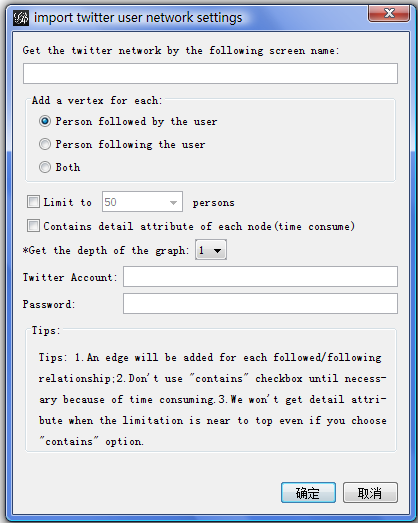 import twitter user network settings
Get the twitter network by the following screen name:
Add a vertex for each:
Person followed by the user
Person following the user
Both
Limit to 50 persons
Contains detail attribute of each node(time consume)
*Get the depth of the graph: 1
Twitter Account:
Password:
Tips:
Tips: 1.An edge will be added for each followed/following
relationship;2.Don't use "contains" checkbox until necess-
ary because of time consuming.3.We won't get detail attri-
bute when the limitation is near to top even if you choose
"contains" option.
确定 取消